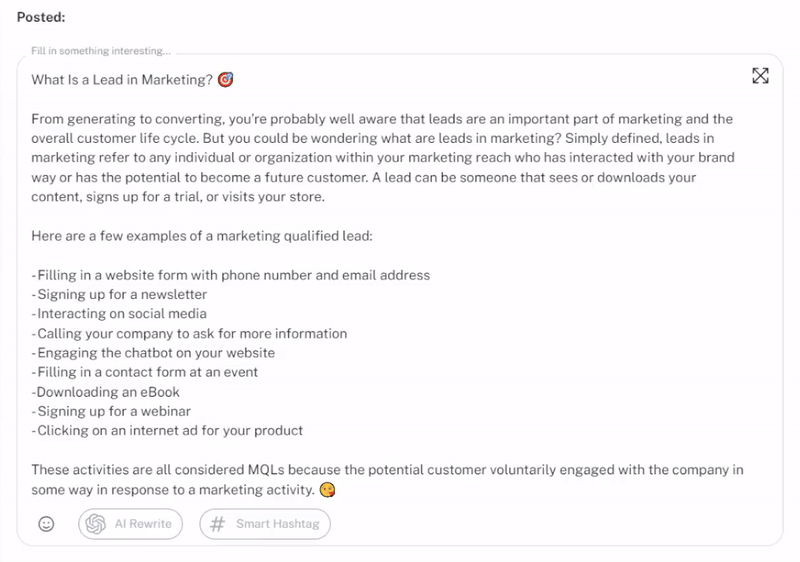 Posted:
Fill in something interesting...
What Is a Lead in Marketing? 🎯
From generating to converting, you're probably well aware that leads are an important part of marketing and the
overall customer life cycle. But you could be wondering what are leads in marketing? Simply defined, leads in
marketing refer to any individual or organization within your marketing reach who has interacted with your brand
way or has the potential to become a future customer. A lead can be someone that sees or downloads your
content, signs up for a trial, or visits your store.
Here are a few examples of a marketing qualified lead:
-Filling in a website form with phone number and email address
-Signing up for a newsletter
-Interacting on social media
-Calling your company to ask for more information
-Engaging the chatbot on your website
-Filling in a contact form at an event
-Downloading an eBook
-Signing up for a webinar
-Clicking on an internet ad for your product
These activities are all considered MQLs because the potential customer voluntarily engaged with the company in
some way in response to a marketing activity. 😘
AI Rewrite
# Smart Hashtag